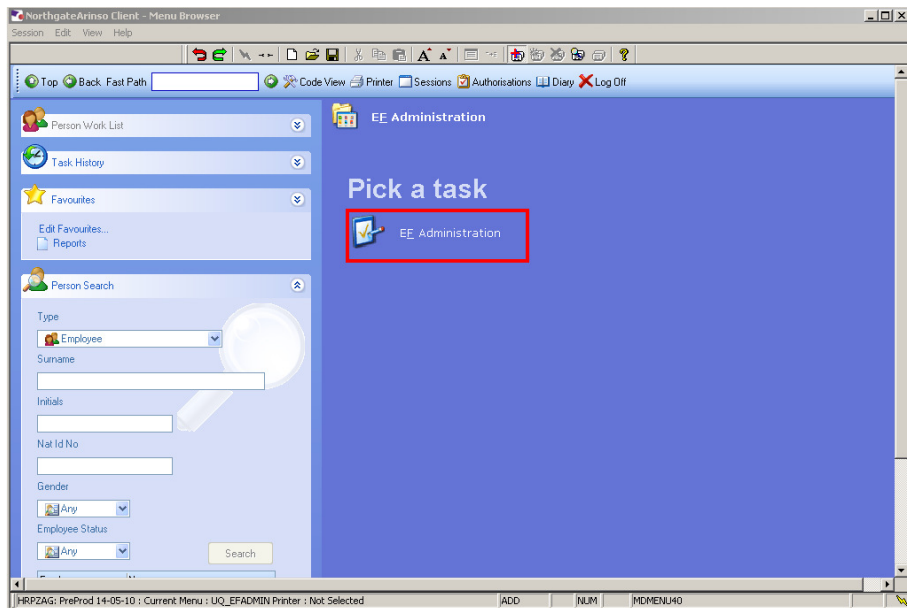 NorthgateArinso Client - Menu Browser
Session Edit View Help
Top Back Fast Path Code View Printer Sessions Authorisations Diary Log Off
Person Work List
Task History
Favourites
Edit Favourites...
Reports
Person Search
Type
Employee
Surname
Initials
Nat Id No
Gender
Any
Employee Status
Any Search
EF Administration
Pick a task
EF Administration
HRPZAG: PreProd 14-05-10 : Current Menu : UQ_EFADMIN Printer : Not Selected ADD NUM MDMENU40